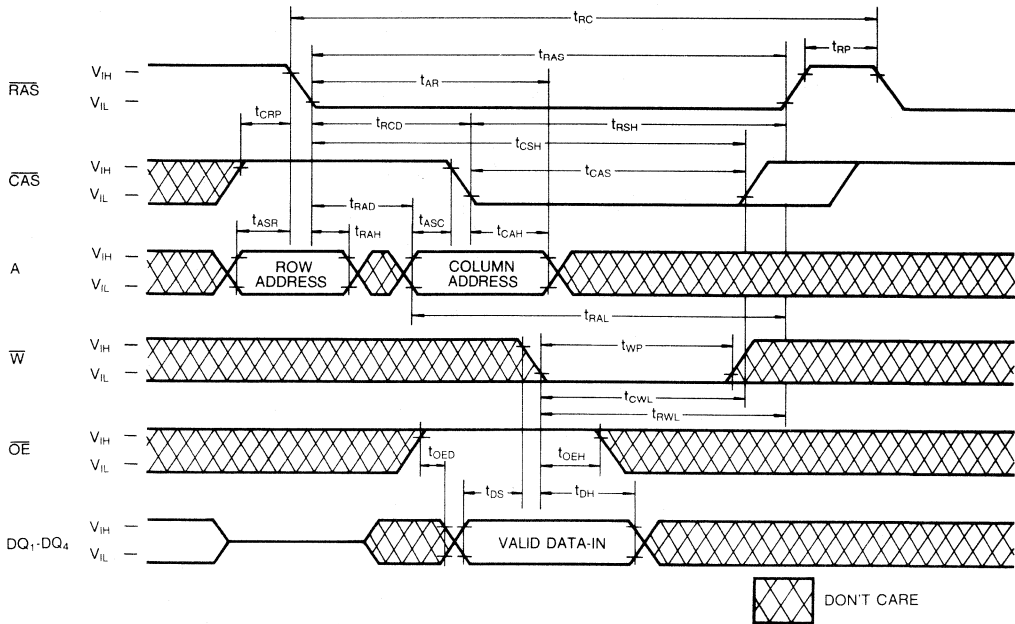 tRC
tRAS
tRP
tAR
RAS
VIH
VIL
tCRP
tRCD
tRSH
tCSH
CAS
VIH
VIL
tCAS
tRAD
tASR
tRAH
tASC
tCAH
A
VIH
VIL
ROW
ADDRESS
COLUMN
ADDRESS
tRAL
W
VIH
VIL
tWP
tCWL
tRWL
OE
VIH
VIL
tOED
tOEH
tDS
tDH
DQ1-DQ4
VIH
VIL
VALID DATA-IN
DON'T CARE